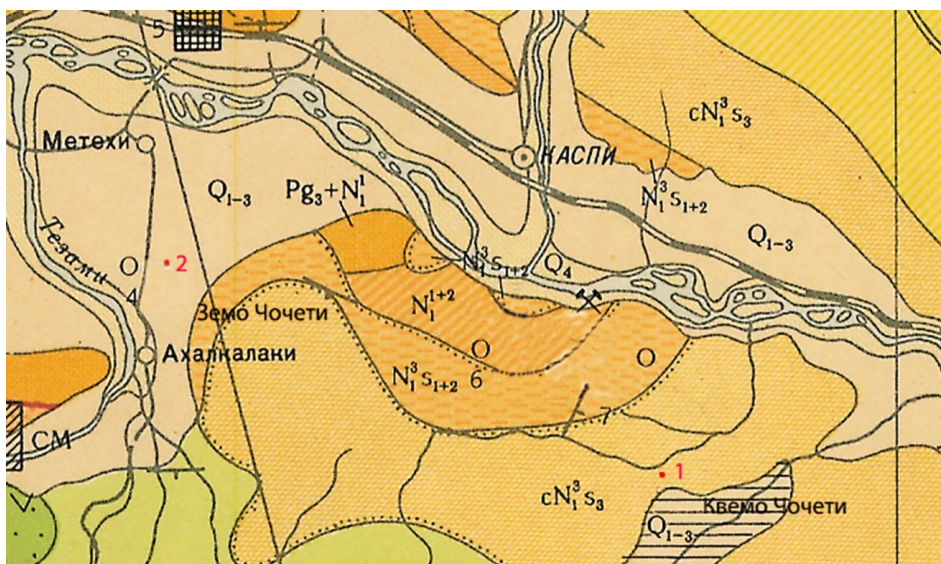 5
cN₁³s₃
Метехи
КАСПИ
Q₁₋₃
Pg₃+N₁¹
N₁³s₁₊₂
Q₁₋₃
Тезами
2
N₁³s₁₊₂
Q₄
4
N₁¹⁺²
Земо Чочети
Ахалкалаки
N₁³s₁₊₂
6
7
СМ
1
cN₁³s₃
Квемо Чочети
Q₁₋₃